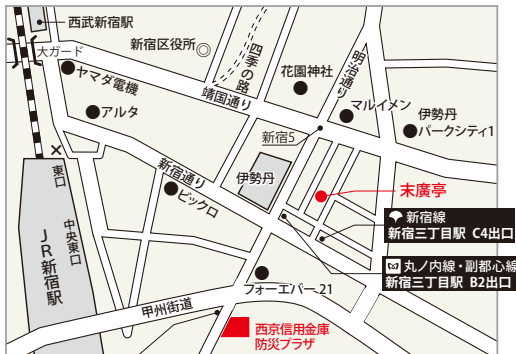 西武新宿駅
大ガード
新宿区役所
四季の路
明治通り
ヤマダ電機
花園神社
靖国通り
マルイメン
アルタ
伊勢丹
パークシティ1
新宿5
新宿通り
伊勢丹
東口
ビックロ
末廣亭
新宿線
新宿三丁目駅 C4出口
中央東口
JR新宿駅
丸ノ内線・副都心線
新宿三丁目駅 B2出口
フォーエバー21
甲州街道
西京信用金庫
防災プラザ